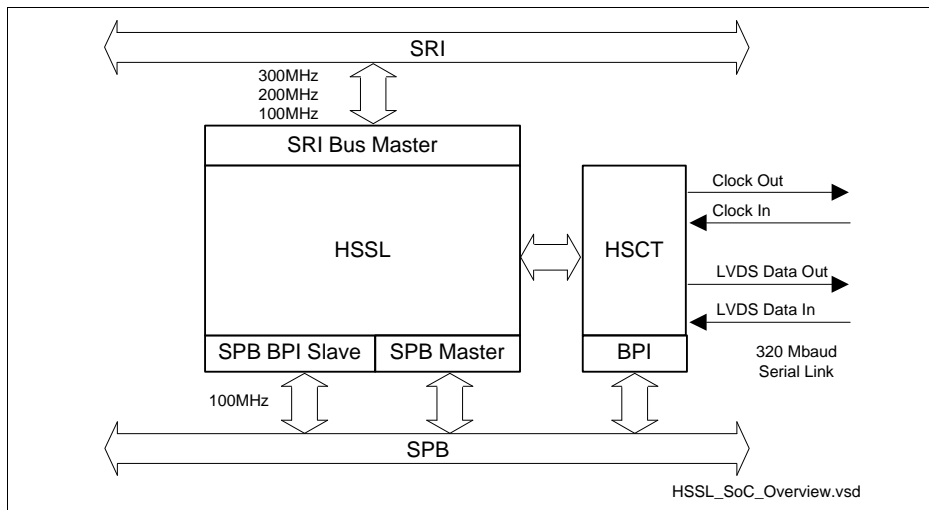 SRI
300MHz
200MHz
100MHz
SRI Bus Master
HSSL
HSCT
Clock Out
Clock In
LVDS Data Out
LVDS Data In
SPB BPI Slave
SPB Master
BPI
320 Mbaud
Serial Link
100MHz
SPB
HSSL_SoC_Overview.vsd